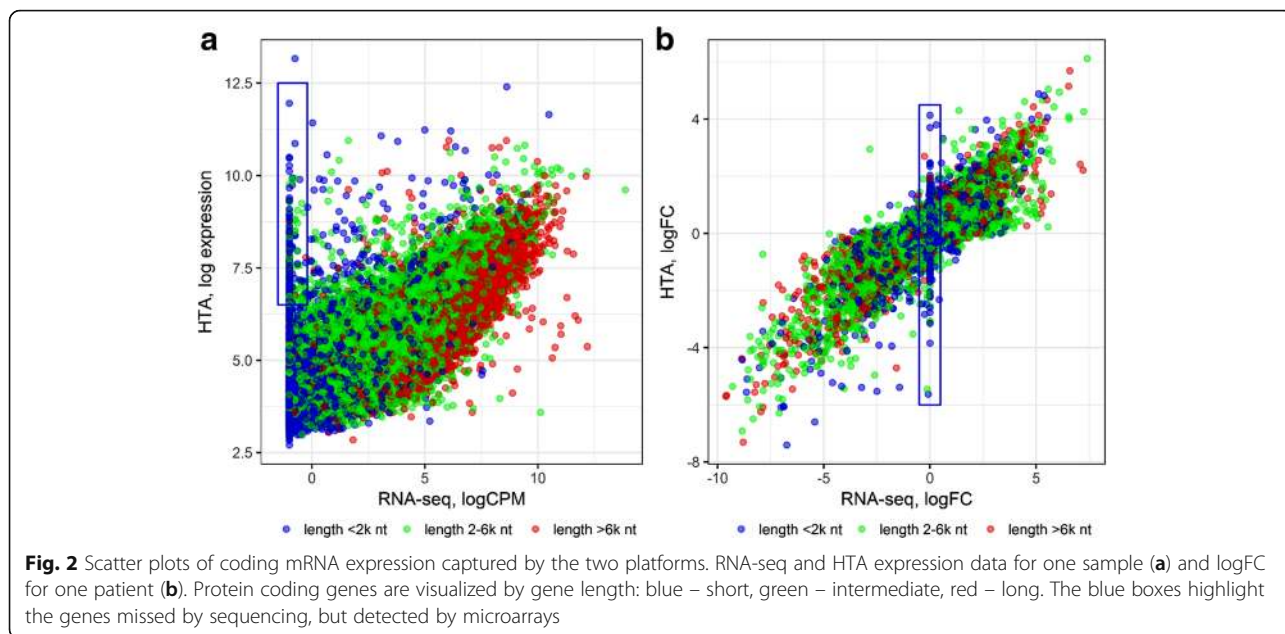 a
b
12.5
10.0
7.5
5.0
2.5
HTA, log expression
0
5
10
RNA-seq, logCPM
length <2k nt
length 2-6k nt
length >6k nt
4
0
-4
-8
HTA, logFC
-10
-5
0
5
RNA-seq, logFC
length <2k nt
length 2-6k nt
length >6k nt
Fig. 2 Scatter plots of coding mRNA expression captured by the two platforms. RNA-seq and HTA expression data for one sample (a) and logFC
for one patient (b). Protein coding genes are visualized by gene length: blue – short, green – intermediate, red – long. The blue boxes highlight
the genes missed by sequencing, but detected by microarrays